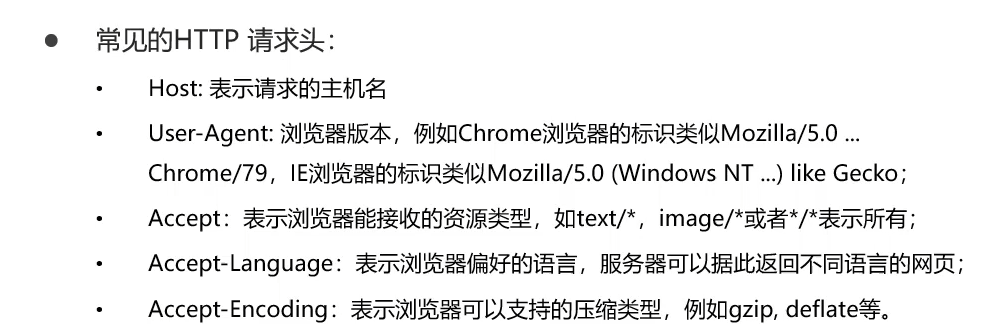 ● 常见的HTTP 请求头：
• Host: 表示请求的主机名
• User-Agent: 浏览器版本，例如Chrome浏览器的标识类似Mozilla/5.0 ...
Chrome/79，IE浏览器的标识类似Mozilla/5.0 (Windows NT ...) like Gecko；
• Accept：表示浏览器能接收的资源类型，如text/*，image/*或者*/*表示所有；
• Accept-Language：表示浏览器偏好的语言，服务器可以据此返回不同语言的网页；
• Accept-Encoding：表示浏览器可以支持的压缩类型，例如gzip, deflate等。